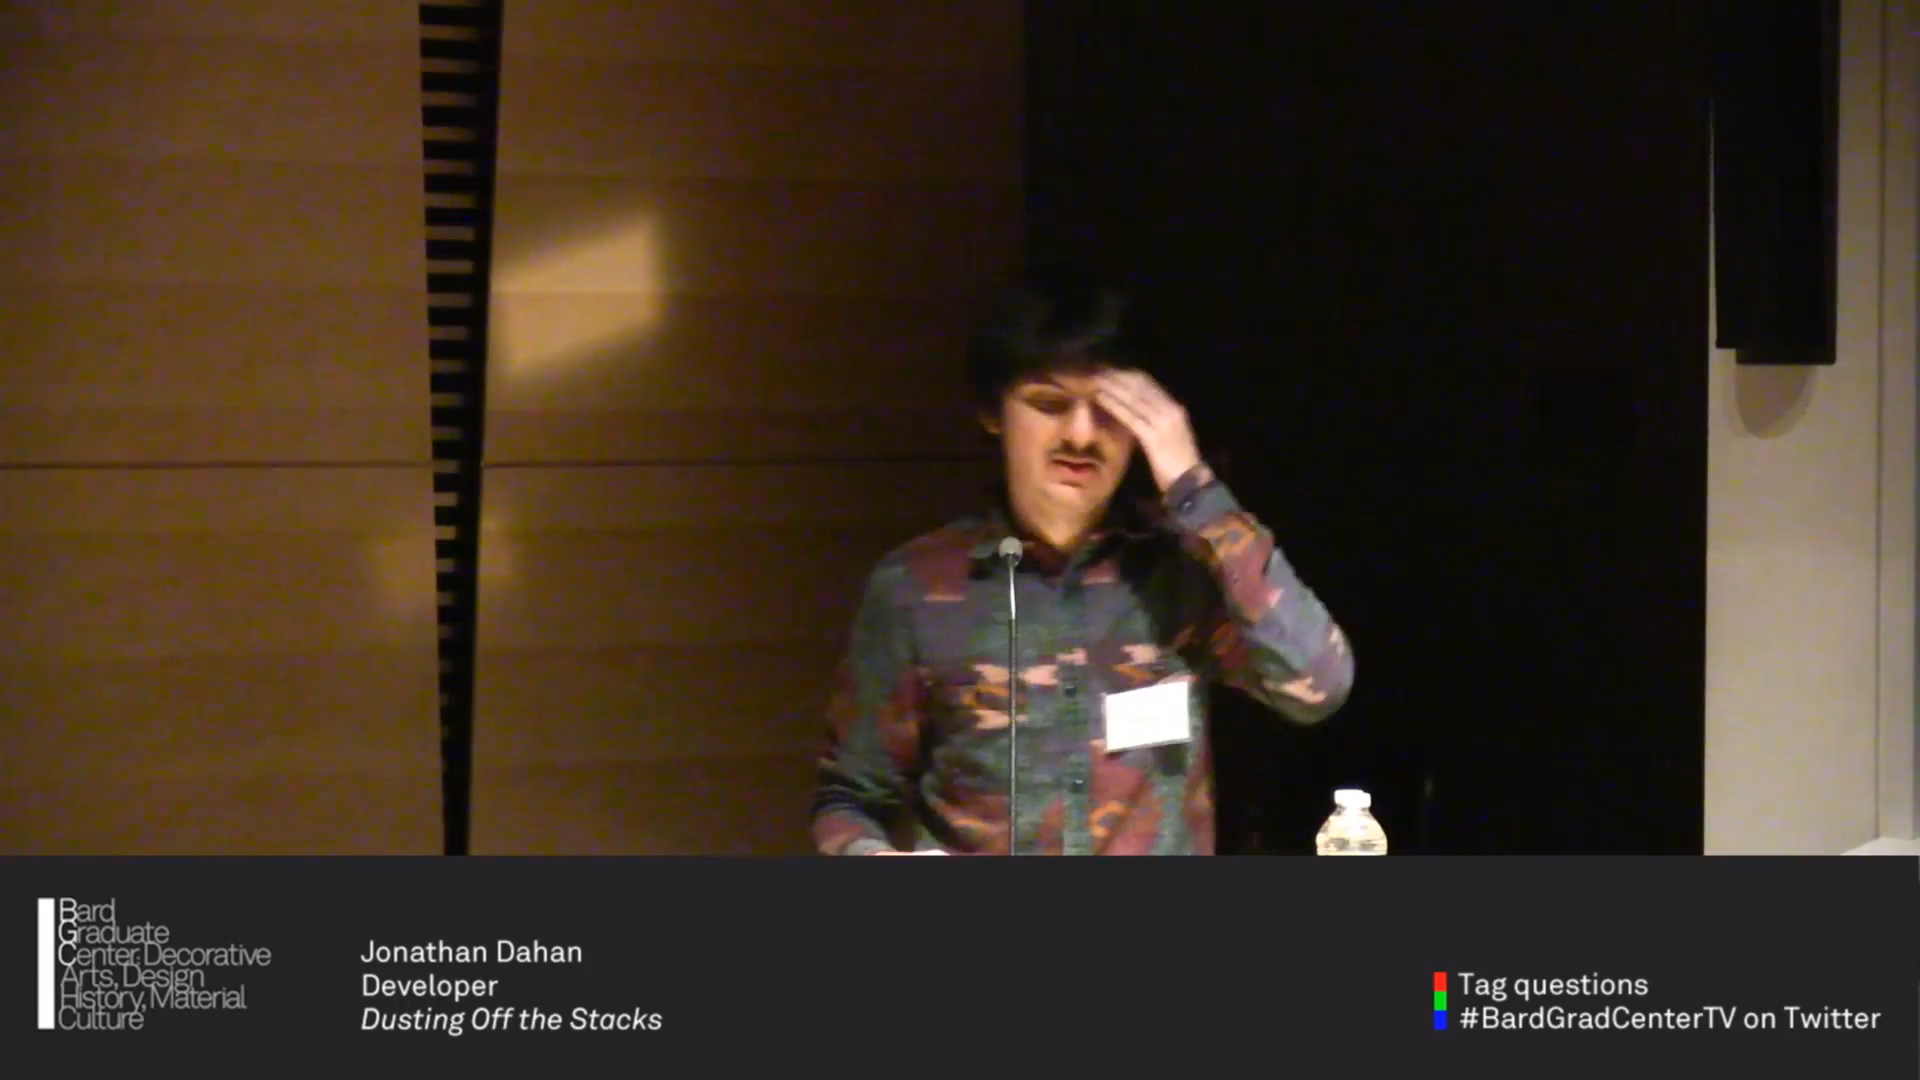 Bard
Graduate
Center: Decorative
Arts, Design
History, Material
Culture
Jonathan Dahan
Developer
Dusting Off the Stacks
Tag questions
#BardGradCenterTV on Twitter